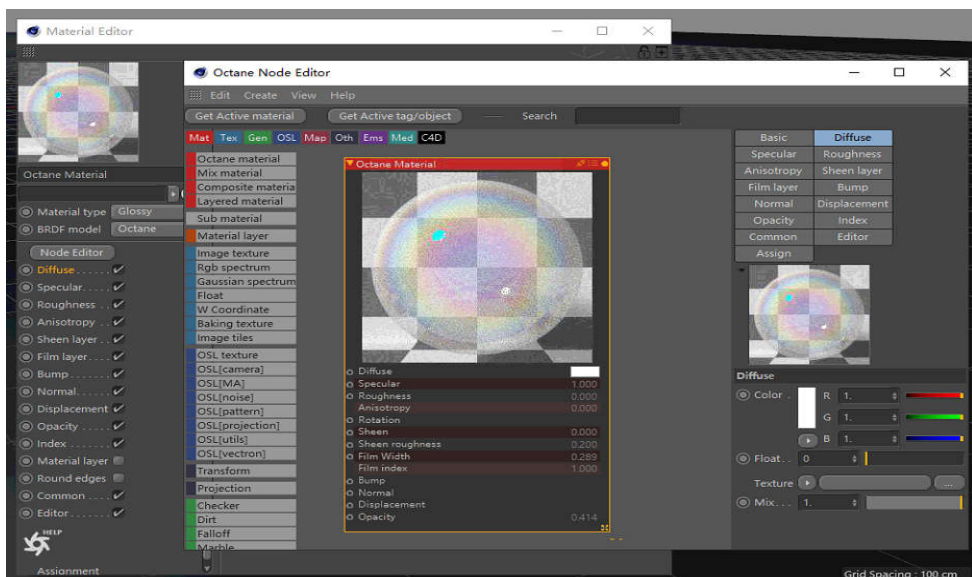 Material Editor
Octane Node Editor
Edit Create View Help
Get Active material Get Active tag/object Search
Mat Tex Gen OSL Map Oth Ems Med C4D
Octane Material
Material type Glossy
BRDF model Octane
Node Editor
Diffuse
Specular
Roughness
Anisotropy
Sheen layer
Film layer
Bump
Normal
Displacement
Opacity
Index
Material layer
Round edges
Common
Editor
HELP
Assignment
Octane material
Mix material
Composite materia
Layered material
Sub material
Material layer
Image texture
Rgb spectrum
Gaussian spectrum
Float
W Coordinate
Baking texture
Image tiles
OSL texture
OSL[camera]
OSL[MA]
OSL[noise]
OSL[pattern]
OSL[projection]
OSL[utils]
OSL[vectron]
Transform
Projection
Checker
Dirt
Falloff
Marble
Octane Material
Diffuse
Specular 1.000
Roughness 0.000
Anisotropy 0.000
Rotation
Sheen 0.000
Sheen roughness 0.200
Film Width 0.289
Film index 1.000
Bump
Normal
Displacement
Opacity 0.414
Basic Diffuse
Specular Roughness
Anisotropy Sheen layer
Film layer Bump
Normal Displacement
Opacity Index
Common Editor
Assign
Diffuse
Color . R 1.
G 1.
B 1.
Float . . 0
Texture ...
Mix . . . 1.
Grid Spacing : 100 cm